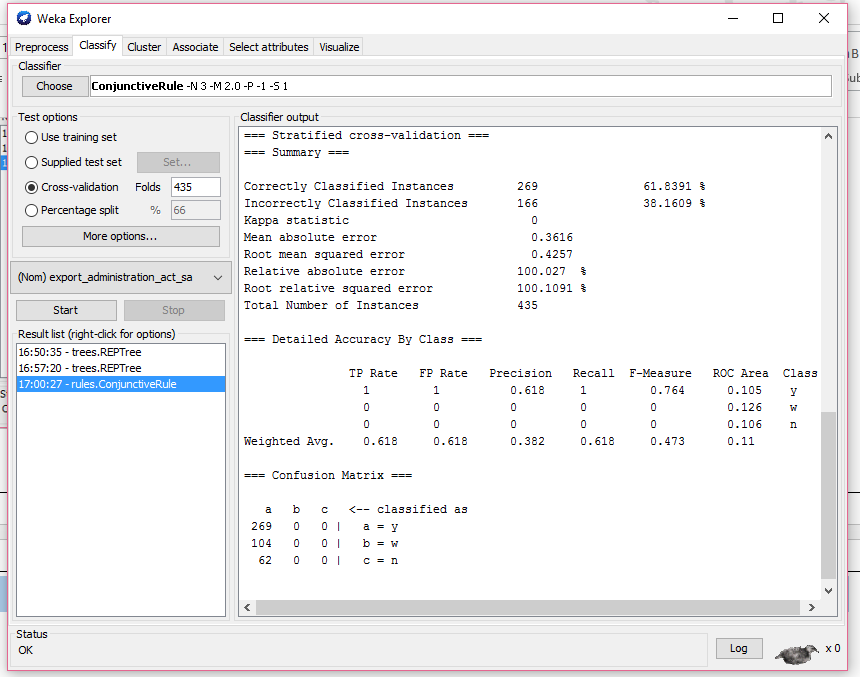 Weka Explorer
Preprocess Classify Cluster Associate Select attributes Visualize
Classifier
Choose ConjunctiveRule -N 3 -M 2.0 -P -1 -S 1
Test options
Use training set
Supplied test set Set...
Cross-validation Folds 435
Percentage split % 66
More options...
(Nom) export_administration_act_sa
Start Stop
Result list (right-click for options)
16:50:35 - trees.REPTree
16:57:20 - trees.REPTree
17:00:27 - rules.ConjunctiveRule
Classifier output
=== Stratified cross-validation ===
=== Summary ===
Correctly Classified Instances 269 61.8391 %
Incorrectly Classified Instances 166 38.1609 %
Kappa statistic 0
Mean absolute error 0.3616
Root mean squared error 0.4257
Relative absolute error 100.027 %
Root relative squared error 100.1091 %
Total Number of Instances 435
=== Detailed Accuracy By Class ===
TP Rate FP Rate Precision Recall F-Measure ROC Area Class
1 1 0.618 1 0.764 0.105 y
0 0 0 0 0 0.126 w
0 0 0 0 0 0.106 n
Weighted Avg. 0.618 0.618 0.382 0.618 0.473 0.11
=== Confusion Matrix ===
a b c <-- classified as
269 0 0 | a = y
104 0 0 | b = w
62 0 0 | c = n
Status
OK
Log x 0